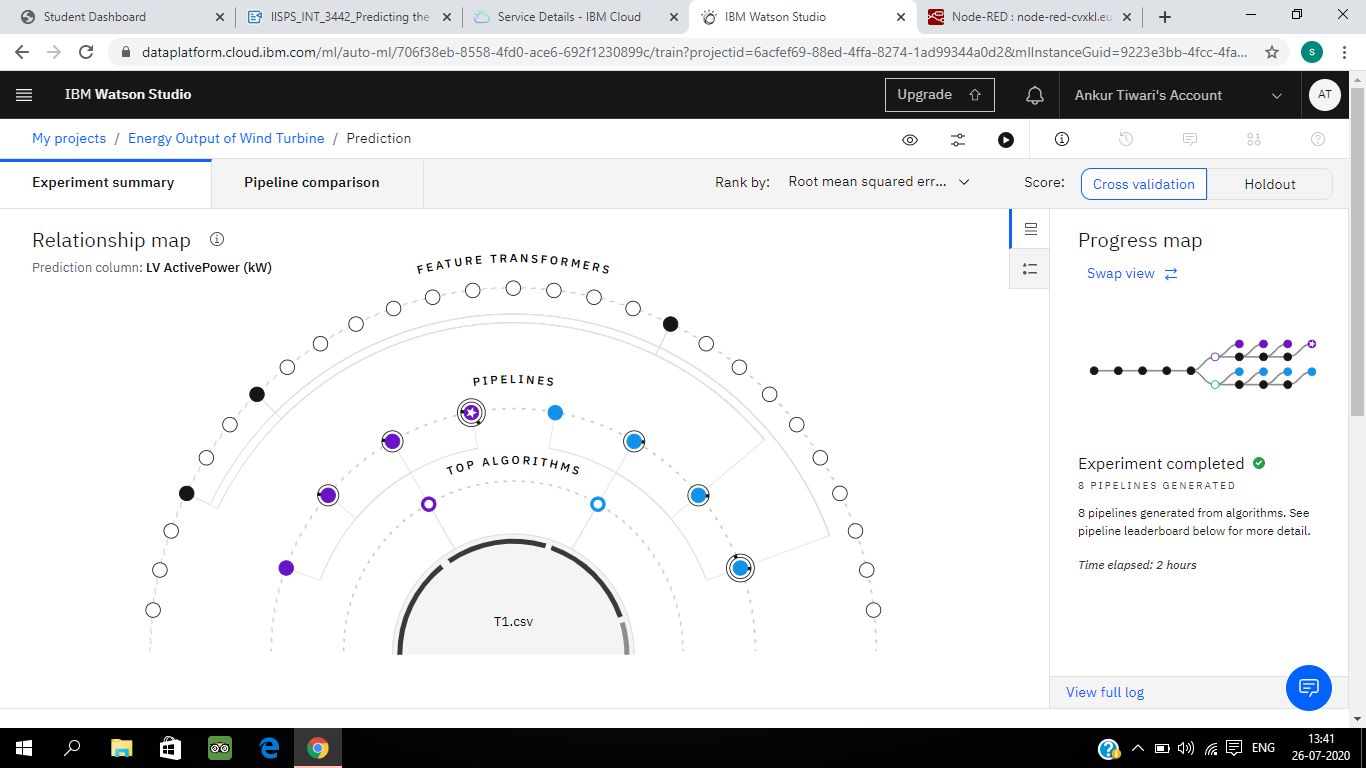 Student Dashboard
IISPS_INT_3442_Predicting the
Service Details - IBM Cloud
IBM Watson Studio
Node-RED : node-red-cvxkl.eu
dataplatform.cloud.ibm.com/ml/auto-ml/706f38eb-8558-4fd0-ace6-692f1230899c/train?projectid=6acfef69-88ed-4ffa-8274-1ad99344a0d2&mlInstanceGuid=9223e3bb-4fcc-4fa...
S
IBM Watson Studio
Upgrade
Ankur Tiwari's Account
AT
My projects / Energy Output of Wind Turbine / Prediction
Experiment summary
Pipeline comparison
Rank by: Root mean squared err...
Score: Cross validation Holdout
Relationship map
Prediction column: LV ActivePower (kW)
FEATURE TRANSFORMERS
PIPELINES
TOP ALGORITHMS
T1.csv
Progress map
Swap view
Experiment completed
8 PIPELINES GENERATED
8 pipelines generated from algorithms. See
pipeline leaderboard below for more detail.
Time elapsed: 2 hours
View full log
ENG
13:41
26-07-2020